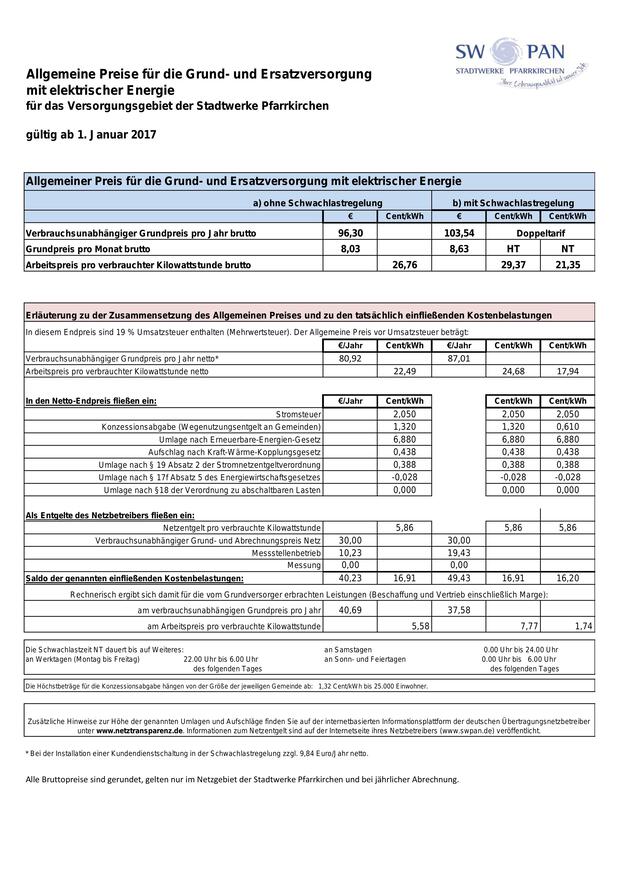 SW PAN
STADTWERKE PFARRKIRCHEN
Ihre Lebensqualität ist unser Job
Allgemeine Preise für die Grund- und Ersatzversorgung
mit elektrischer Energie
für das Versorgungsgebiet der Stadtwerke Pfarrkirchen
gültig ab 1. Januar 2017
Allgemeiner Preis für die Grund- und Ersatzversorgung mit elektrischer Energie
a) ohne Schwachlastregelung b) mit Schwachlastregelung
€ Cent/kWh € Cent/kWh Cent/kWh
Verbrauchsunabhängiger Grundpreis pro Jahr brutto 96,30 103,54 Doppeltarif
Grundpreis pro Monat brutto 8,03 8,63 HT NT
Arbeitspreis pro verbrauchter Kilowattstunde brutto 26,76 29,37 21,35
Erläuterung zu der Zusammensetzung des Allgemeinen Preises und zu den tatsächlich einfließenden Kostenbelastungen
In diesem Endpreis sind 19 % Umsatzsteuer enthalten (Mehrwertsteuer). Der Allgemeine Preis vor Umsatzsteuer beträgt:
€/Jahr Cent/kWh €/Jahr Cent/kWh Cent/kWh
Verbrauchsunabhängiger Grundpreis pro Jahr netto* 80,92 87,01
Arbeitspreis pro verbrauchter Kilowattstunde netto 22,49 24,68 17,94
In den Netto-Endpreis fließen ein: €/Jahr Cent/kWh Cent/kWh Cent/kWh
Stromsteuer 2,050 2,050 2,050
Konzessionsabgabe (Wegenutzungsentgelt an Gemeinden) 1,320 1,320 0,610
Umlage nach Erneuerbare-Energien-Gesetz 6,880 6,880 6,880
Aufschlag nach Kraft-Wärme-Kopplungsgesetz 0,438 0,438 0,438
Umlage nach § 19 Absatz 2 der Stromnetzentgeltverordnung 0,388 0,388 0,388
Umlage nach § 17f Absatz 5 des Energiewirtschaftsgesetzes -0,028 -0,028 -0,028
Umlage nach §18 der Verordnung zu abschaltbaren Lasten 0,000 0,000 0,000
Als Entgelte des Netzbetreibers fließen ein:
Netzentgelt pro verbrauchte Kilowattstunde 5,86 5,86 5,86
Verbrauchsunabhängiger Grund- und Abrechnungspreis Netz 30,00 30,00
Messstellenbetrieb 10,23 19,43
Messung 0,00 0,00
Saldo der genannten einfließenden Kostenbelastungen: 40,23 16,91 49,43 16,91 16,20
Rechnerisch ergibt sich damit für die vom Grundversorger erbrachten Leistungen (Beschaffung und Vertrieb einschließlich Marge):
am verbrauchsunabhängigen Grundpreis pro Jahr 40,69 37,58
am Arbeitspreis pro verbrauchte Kilowattstunde 5,58 7,77 1,74
Die Schwachlastzeit NT dauert bis auf Weiteres: an Samstagen 0.00 Uhr bis 24.00 Uhr
an Werktagen (Montag bis Freitag) 22.00 Uhr bis 6.00 Uhr an Sonn- und Feiertagen 0.00 Uhr bis 6.00 Uhr
des folgenden Tages des folgenden Tages
Die Höchstbeträge für die Konzessionsabgabe hängen von der Größe der jeweiligen Gemeinde ab: 1,32 Cent/kWh bis 25.000 Einwohner.
Zusätzliche Hinweise zur Höhe der genannten Umlagen und Aufschläge finden Sie auf der internetbasierten Informationsplattform der deutschen Übertragungsnetzbetreiber
unter www.netztransparenz.de. Informationen zum Netzentgelt sind auf der Internetseite ihres Netzbetreibers (www.swpan.de) veröffentlicht.
* Bei der Installation einer Kundendienstschaltung in der Schwachlastregelung zzgl. 9,84 Euro/Jahr netto.
Alle Bruttopreise sind gerundet, gelten nur im Netzgebiet der Stadtwerke Pfarrkirchen und bei jährlicher Abrechnung.